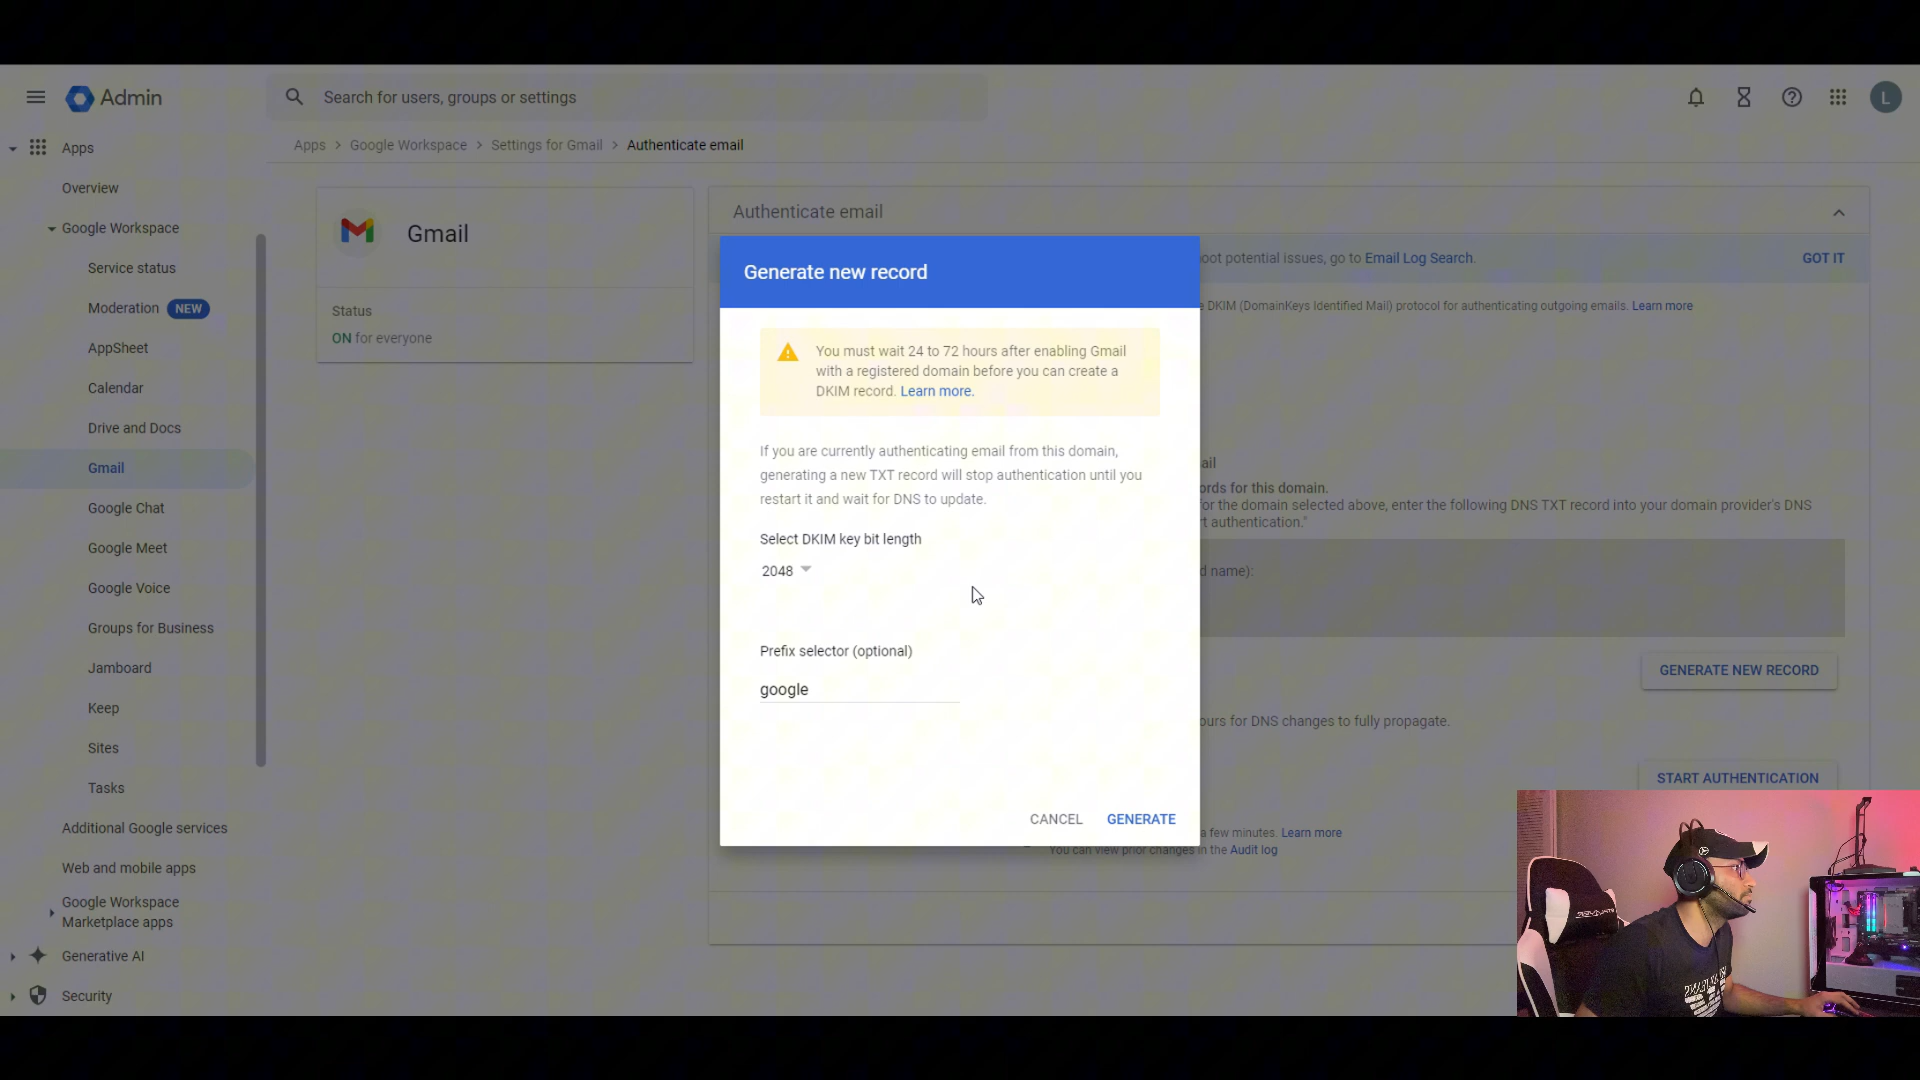 Admin
Search for users, groups or settings
L
Apps
Overview
Google Workspace
Service status
Moderation NEW
AppSheet
Calendar
Drive and Docs
Gmail
Google Chat
Google Meet
Google Voice
Groups for Business
Jamboard
Keep
Sites
Tasks
Additional Google services
Web and mobile apps
Google Workspace
Marketplace apps
Generative AI
Security
Apps > Google Workspace > Settings for Gmail > Authenticate email
Gmail
Status
ON for everyone
Authenticate email
oot potential issues, go to Email Log Search.
GOT IT
DKIM (DomainKeys Identified Mail) protocol for authenticating outgoing emails. Learn more
ail
ords for this domain.
for the domain selected above, enter the following DNS TXT record into your domain provider's DNS
t authentication."
d name):
GENERATE NEW RECORD
ours for DNS changes to fully propagate.
START AUTHENTICATION
a few minutes. Learn more
You can view prior changes in the Audit log
Generate new record
You must wait 24 to 72 hours after enabling Gmail
with a registered domain before you can create a
DKIM record. Learn more.
If you are currently authenticating email from this domain,
generating a new TXT record will stop authentication until you
restart it and wait for DNS to update.
Select DKIM key bit length
2048
Prefix selector (optional)
google
CANCEL
GENERATE